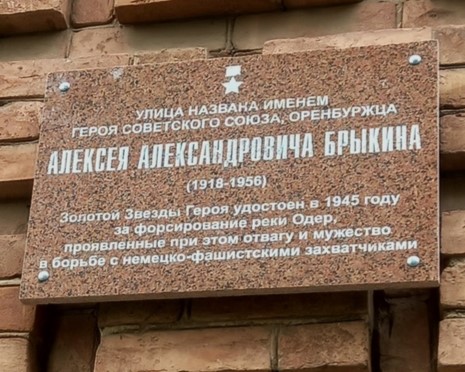 УЛИЦА НАЗВАНА ИМЕНЕМ
ГЕРОЯ СОВЕТСКОГО СОЮЗА, ОРЕНБУРЖЦА
АЛЕКСЕЯ АЛЕКСАНДРОВИЧА БРЫКИНА
(1918-1956)
Золотой Звезды Героя удостоен в 1945 году
за форсирование реки Одер,
проявленные при этом отвагу и мужество
в борьбе с немецко-фашистскими захватчиками